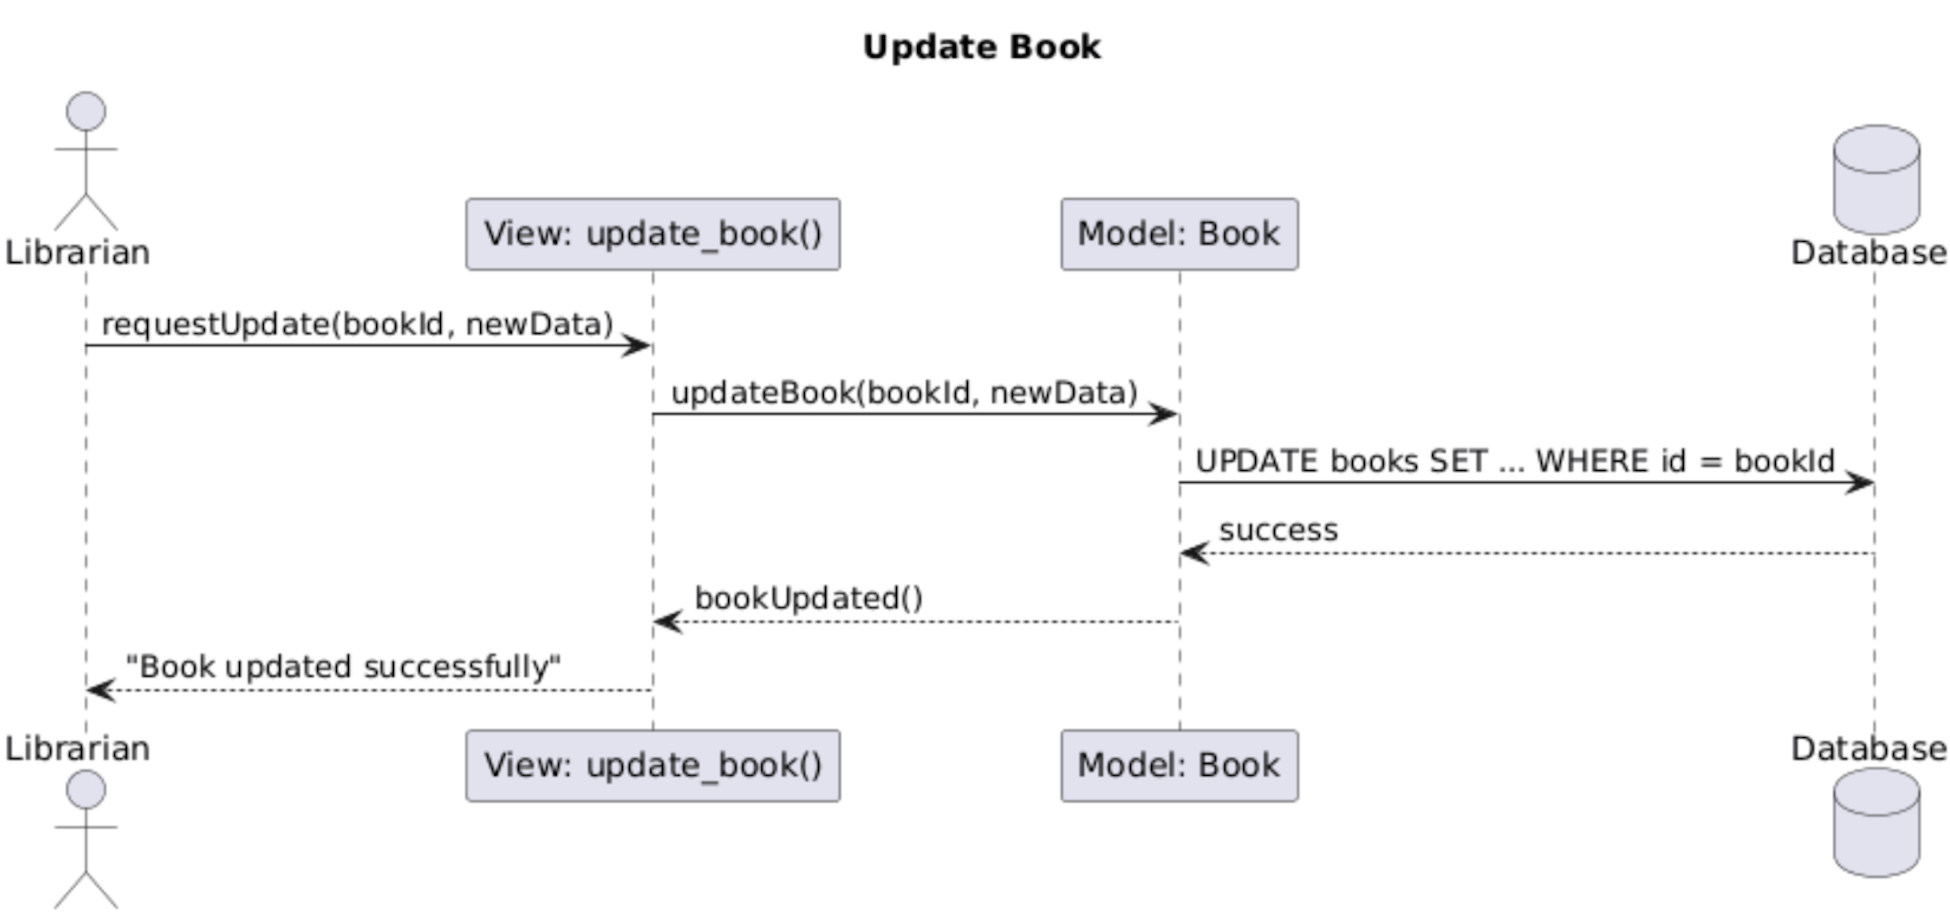 Update Book
Librarian
View: update_book()
Model: Book
Database
requestUpdate(bookId, newData)
updateBook(bookId, newData)
UPDATE books SET ... WHERE id = bookId
success
bookUpdated()
"Book updated successfully"
Librarian
View: update_book()
Model: Book
Database